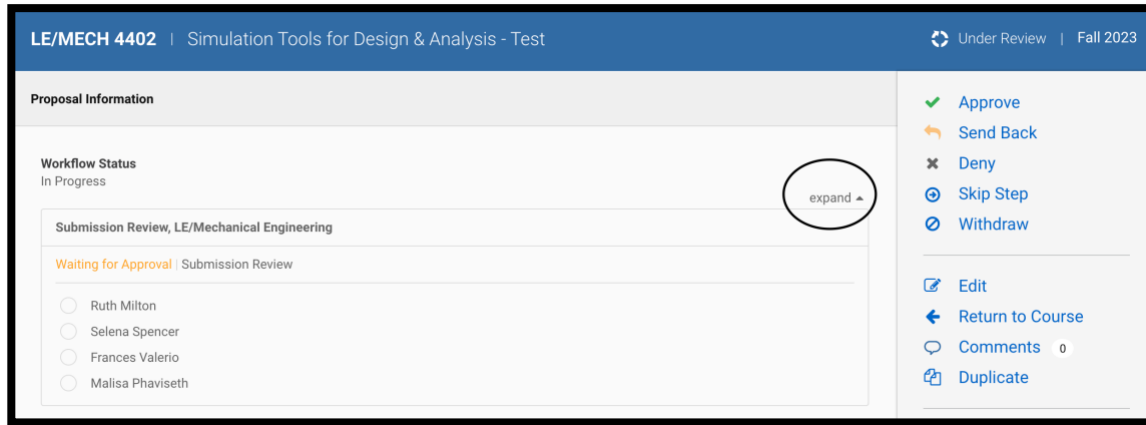 LE/MECH 4402 | Simulation Tools for Design & Analysis - Test
Under Review | Fall 2023
Proposal Information
Workflow Status
In Progress
expand
Submission Review, LE/Mechanical Engineering
Waiting for Approval | Submission Review
Ruth Milton
Selena Spencer
Frances Valerio
Malisa Phaviseth
Approve
Send Back
Deny
Skip Step
Withdraw
Edit
Return to Course
Comments 0
Duplicate